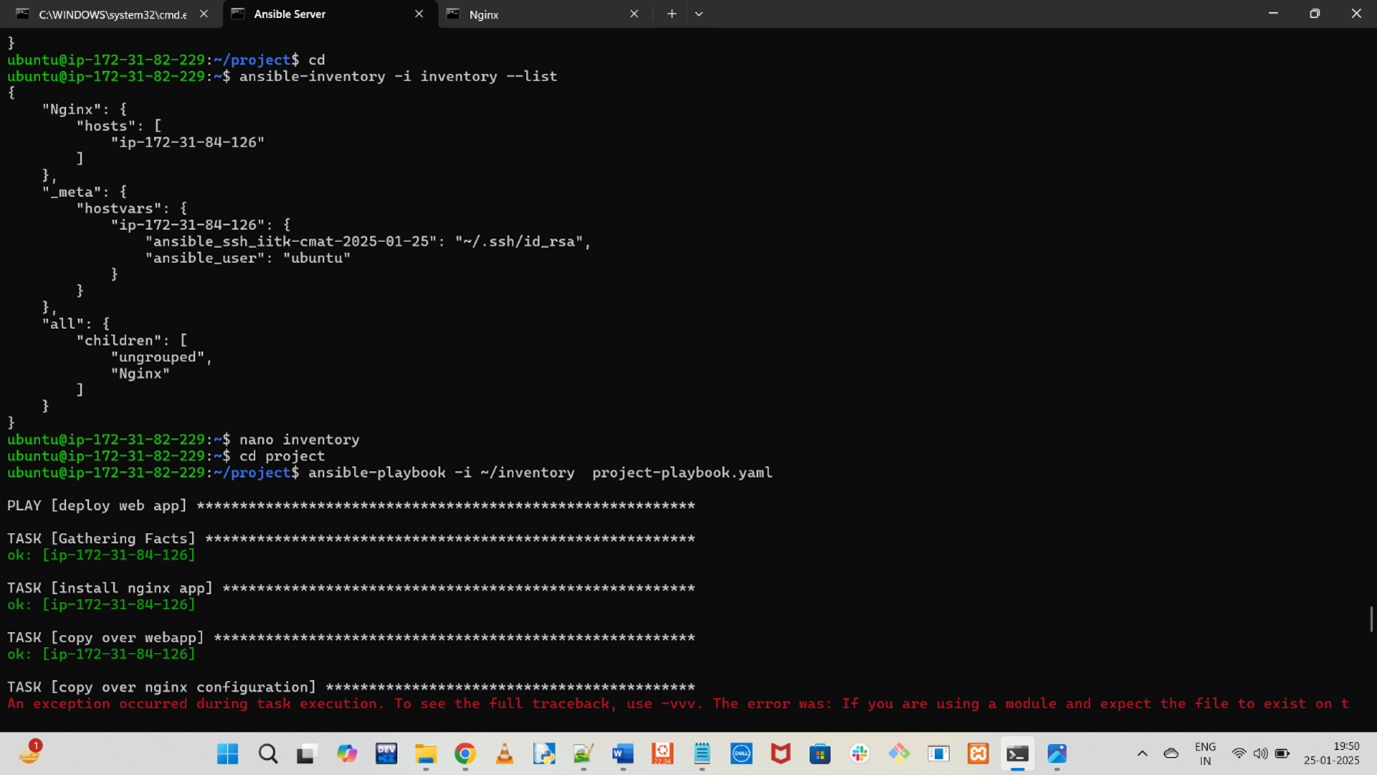 C:\WINDOWS\system32\cmd.e
Ansible Server
Nginx
}
ubuntu@ip-172-31-82-229:~/project$ cd
ubuntu@ip-172-31-82-229:~$ ansible-inventory -i inventory --list
{
    "Nginx": {
        "hosts": [
            "ip-172-31-84-126"
        ]
    },
    "_meta": {
        "hostvars": {
            "ip-172-31-84-126": {
                "ansible_ssh_iitk-cmat-2025-01-25": "~/.ssh/id_rsa",
                "ansible_user": "ubuntu"
            }
        }
    },
    "all": {
        "children": [
            "ungrouped",
            "Nginx"
        ]
    }
}
ubuntu@ip-172-31-82-229:~$ nano inventory
ubuntu@ip-172-31-82-229:~$ cd project
ubuntu@ip-172-31-82-229:~/project$ ansible-playbook -i ~/inventory  project-playbook.yaml
PLAY [deploy web app] **********************************************************
TASK [Gathering Facts] *********************************************************
ok: [ip-172-31-84-126]
TASK [install nginx app] *******************************************************
ok: [ip-172-31-84-126]
TASK [copy over webapp] ********************************************************
ok: [ip-172-31-84-126]
TASK [copy over nginx configuration] *******************************************
An exception occurred during task execution. To see the full traceback, use -vvv. The error was: If you are using a module and expect the file to exist on t
1
DEV
22.04
DELL
ENG
IN
19:50
25-01-2025